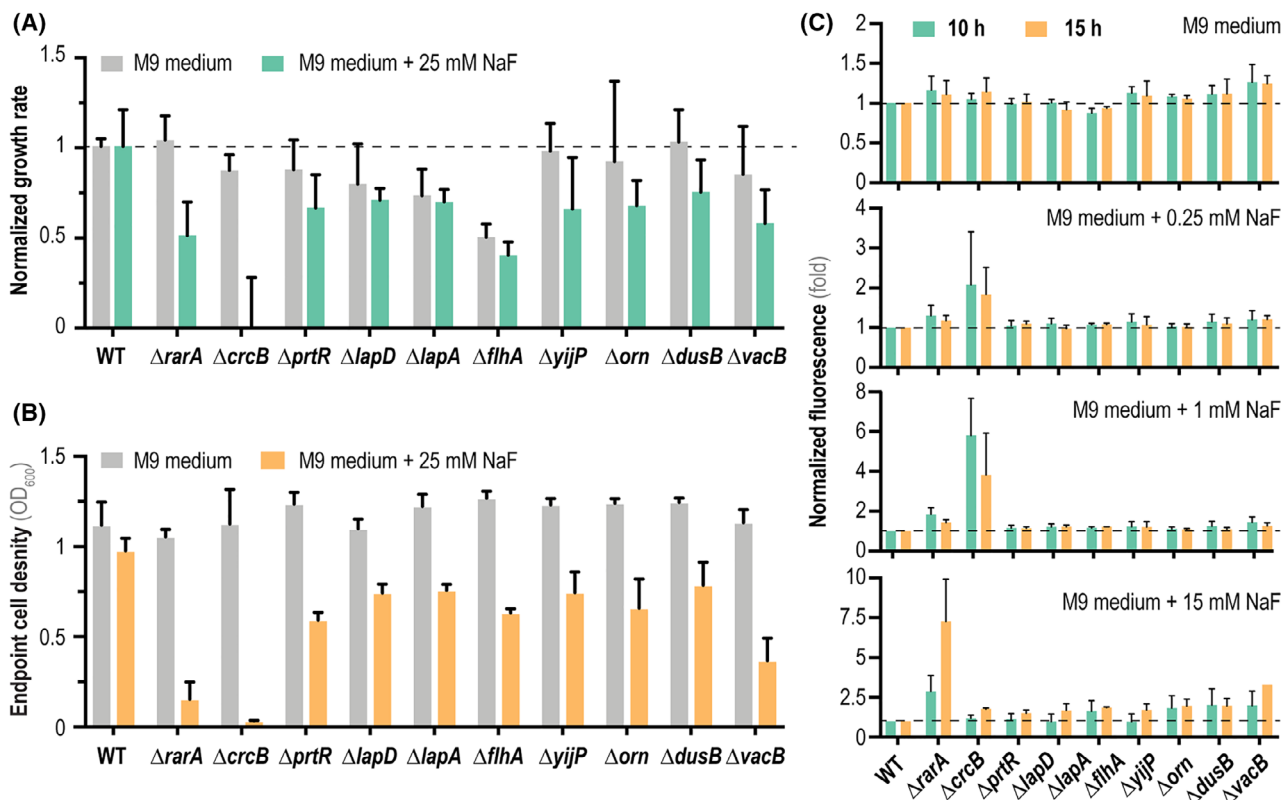 (A)
M9 medium M9 medium + 25 mM NaF
Normalized growth rate
1.5
1
0.5
0
WT ΔrarA ΔcrcB ΔprtR ΔlapD ΔlapA ΔflhA ΔyijP Δorn ΔdusB ΔvacB
(B)
M9 medium M9 medium + 25 mM NaF
Endpoint cell desnity (OD600)
1.5
1
0.5
0
WT ΔrarA ΔcrcB ΔprtR ΔlapD ΔlapA ΔflhA ΔyijP Δorn ΔdusB ΔvacB
(C)
10 h 15 h
M9 medium
Normalized fluorescence (fold)
2
1.5
1
0.5
0
M9 medium + 0.25 mM NaF
4
3
2
1
0
M9 medium + 1 mM NaF
8
6
4
2
0
M9 medium + 15 mM NaF
10
7.5
5
2.5
0
WT ΔrarA ΔcrcB ΔprtR ΔlapD ΔlapA ΔflhA ΔyijP Δorn ΔdusB ΔvacB